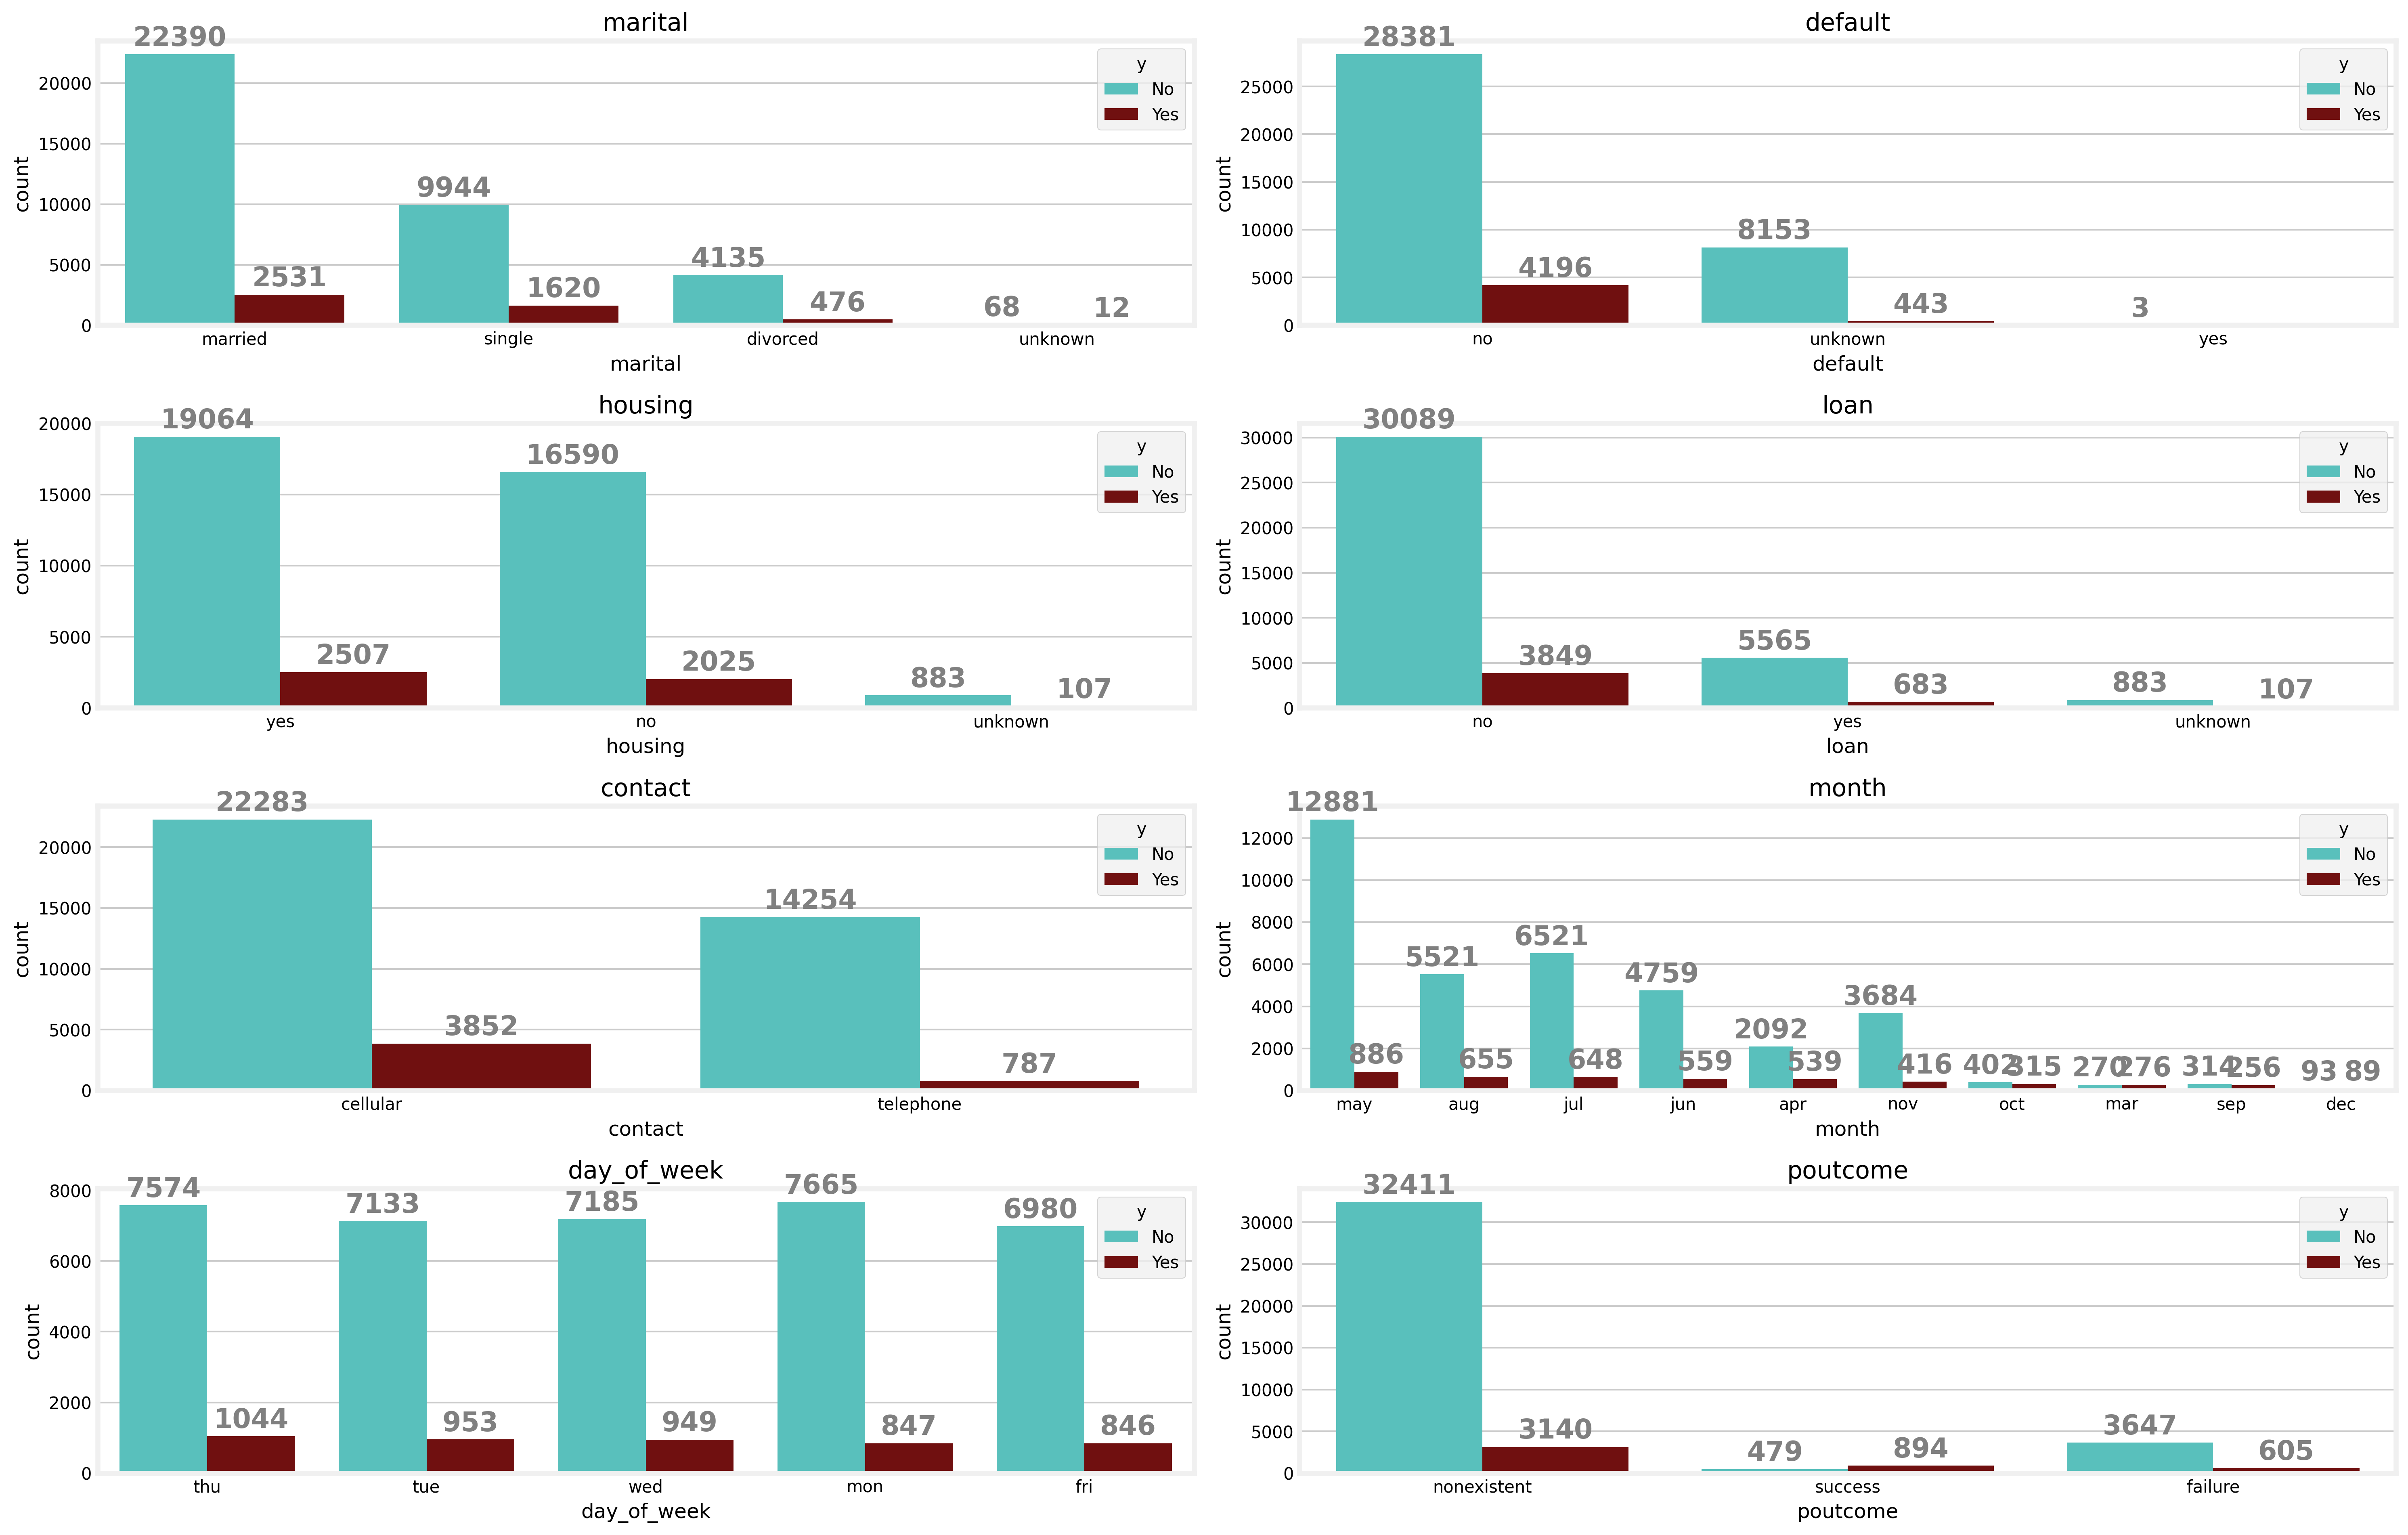 marital
22390
20000
15000
10000
5000
0
count
9944
4135
2531
1620
476
68
12
y
No
Yes
married
single
divorced
unknown
marital
default
28381
25000
20000
15000
10000
5000
0
count
8153
4196
443
3
y
No
Yes
no
unknown
yes
default
housing
19064
20000
15000
10000
5000
0
count
16590
2507
2025
883
107
y
No
Yes
yes
no
unknown
housing
loan
30089
30000
25000
20000
15000
10000
5000
0
count
5565
3849
683
883
107
y
No
Yes
no
yes
unknown
loan
contact
22283
20000
15000
10000
5000
0
count
14254
3852
787
y
No
Yes
cellular
telephone
contact
month
12881
12000
10000
8000
6000
4000
2000
0
count
5521
6521
4759
2092
3684
886
655
648
559
539
416
402
315
270
276
314
256
93
89
y
No
Yes
may
aug
jul
jun
apr
nov
oct
mar
sep
dec
month
day_of_week
7574
7133
7185
7665
6980
8000
6000
4000
2000
0
count
1044
953
949
847
846
y
No
Yes
thu
tue
wed
mon
fri
day_of_week
poutcome
32411
30000
25000
20000
15000
10000
5000
0
count
3140
479
894
3647
605
y
No
Yes
nonexistent
success
failure
poutcome